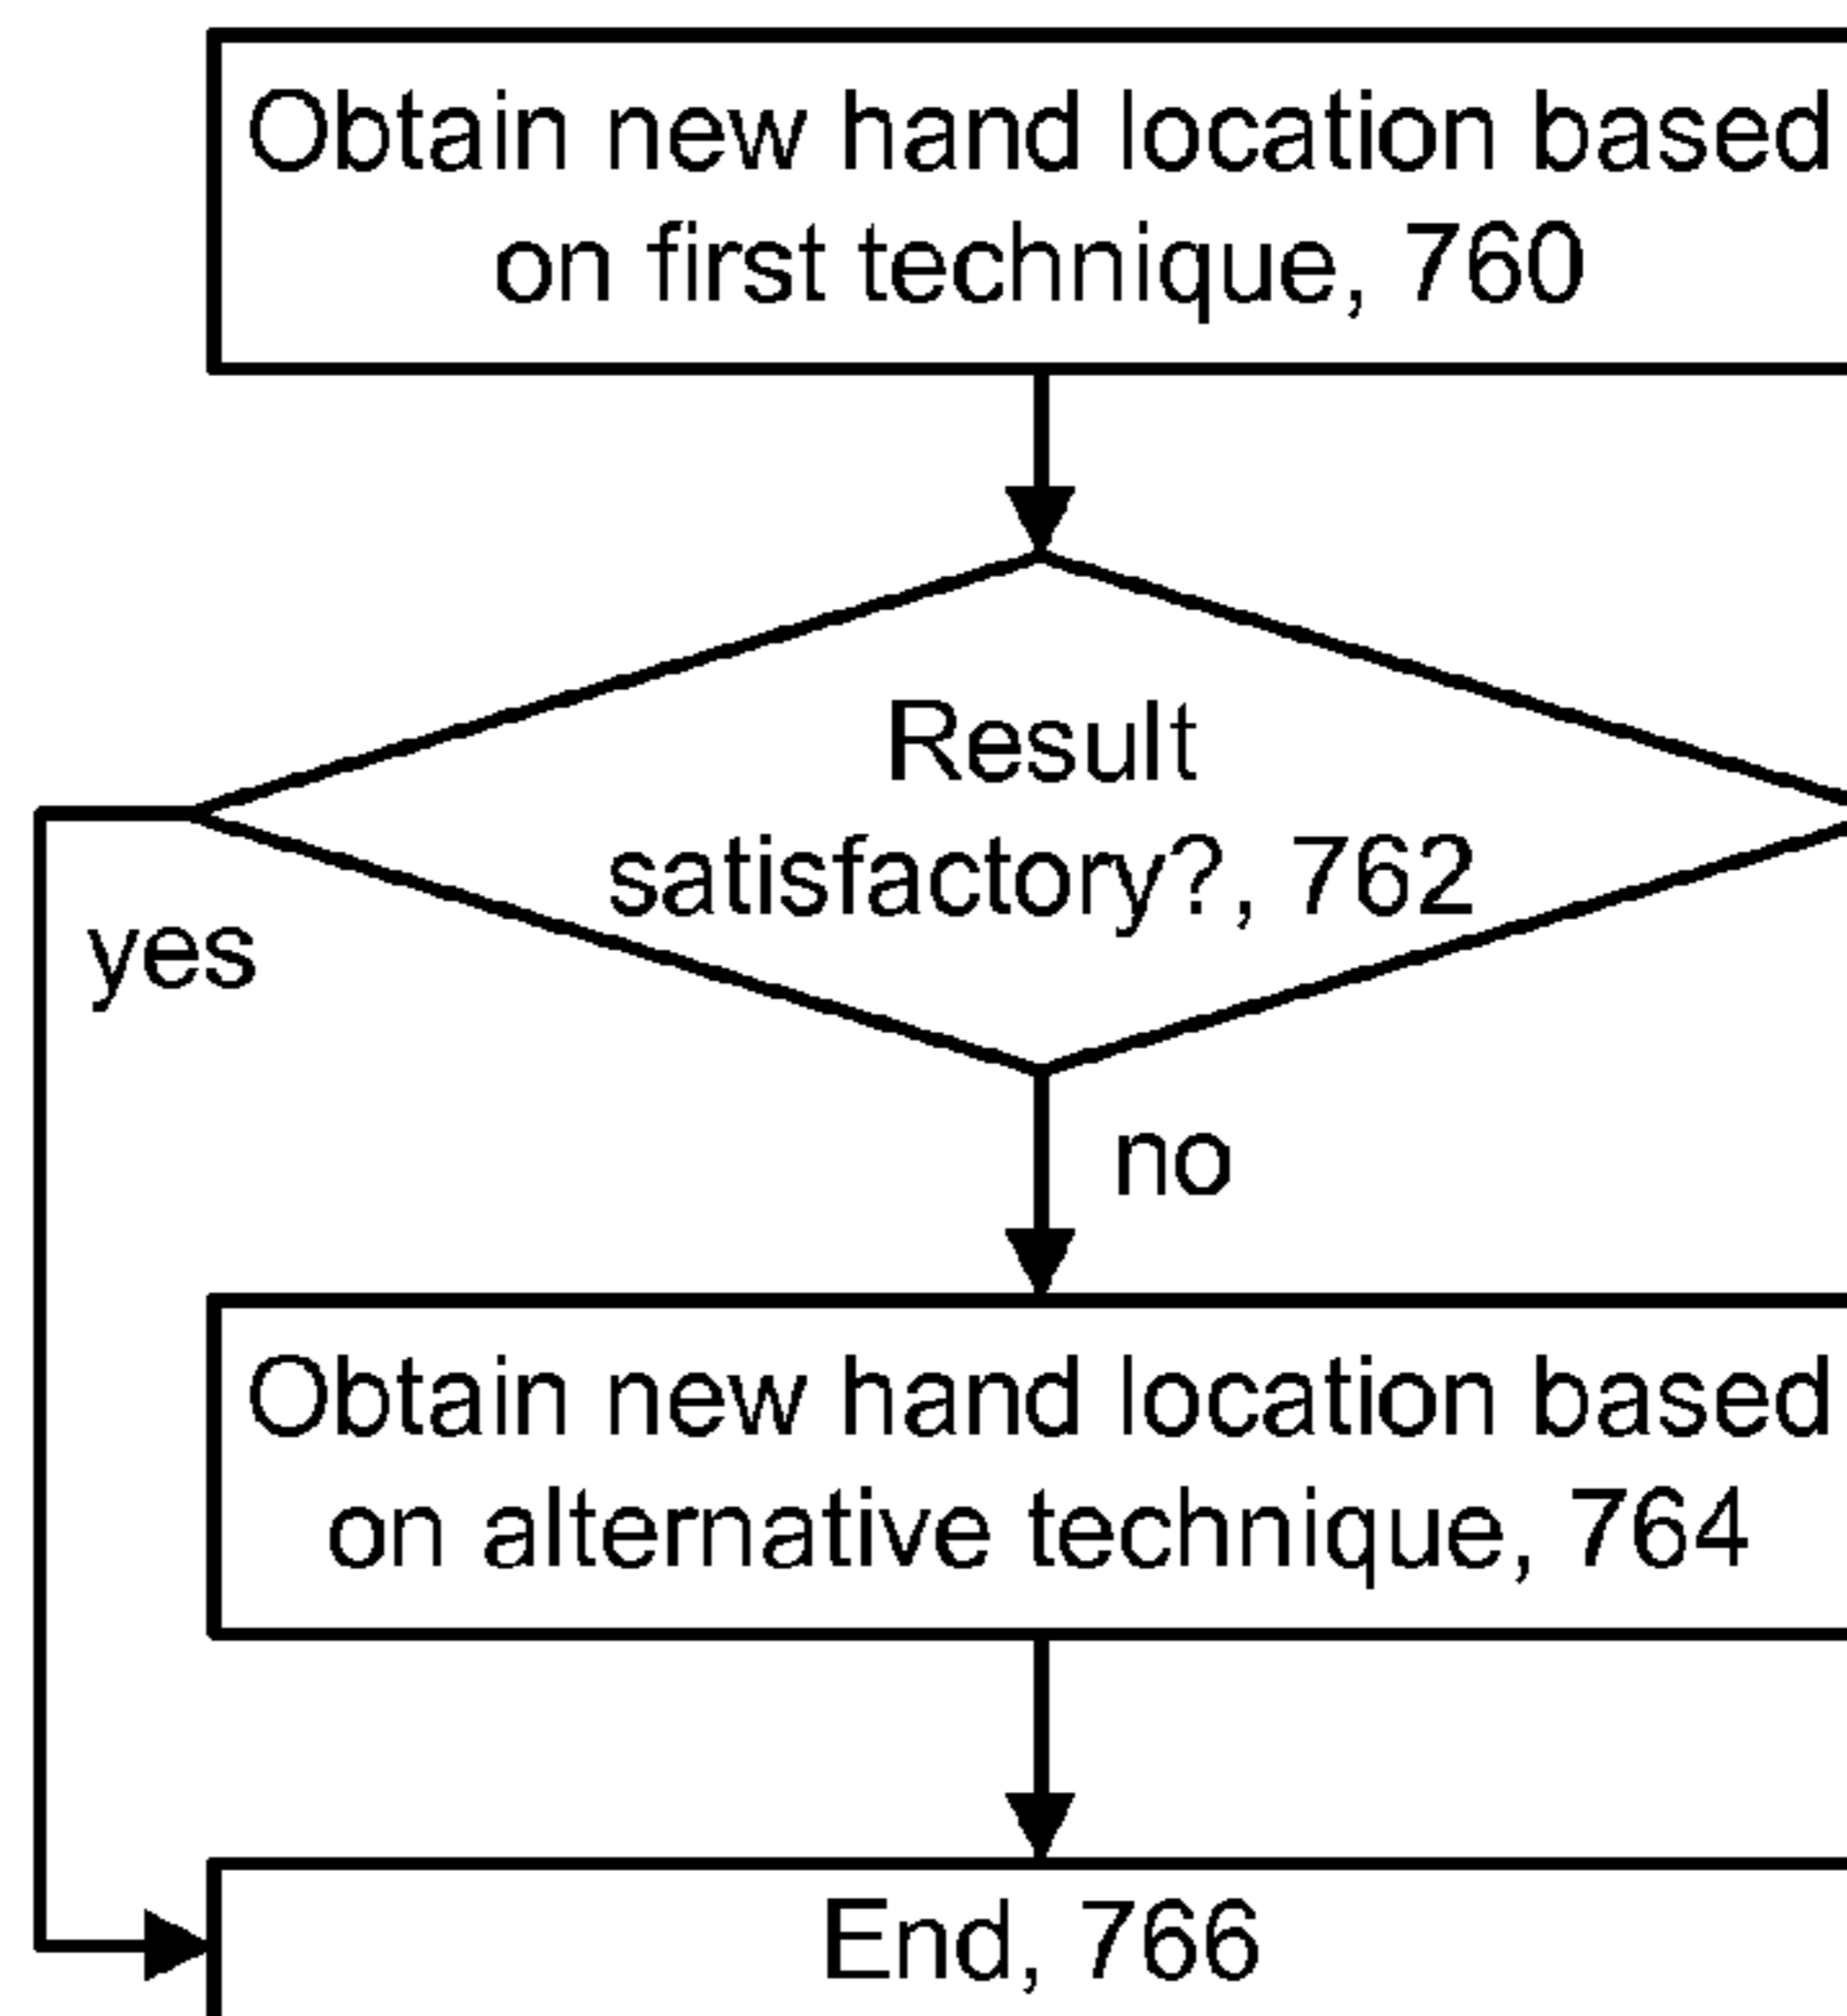 Obtain new hand location based
on first technique, 760
Result
satisfactory?, 762
yes
no
Obtain new hand location based
on alternative technique, 764
End, 766